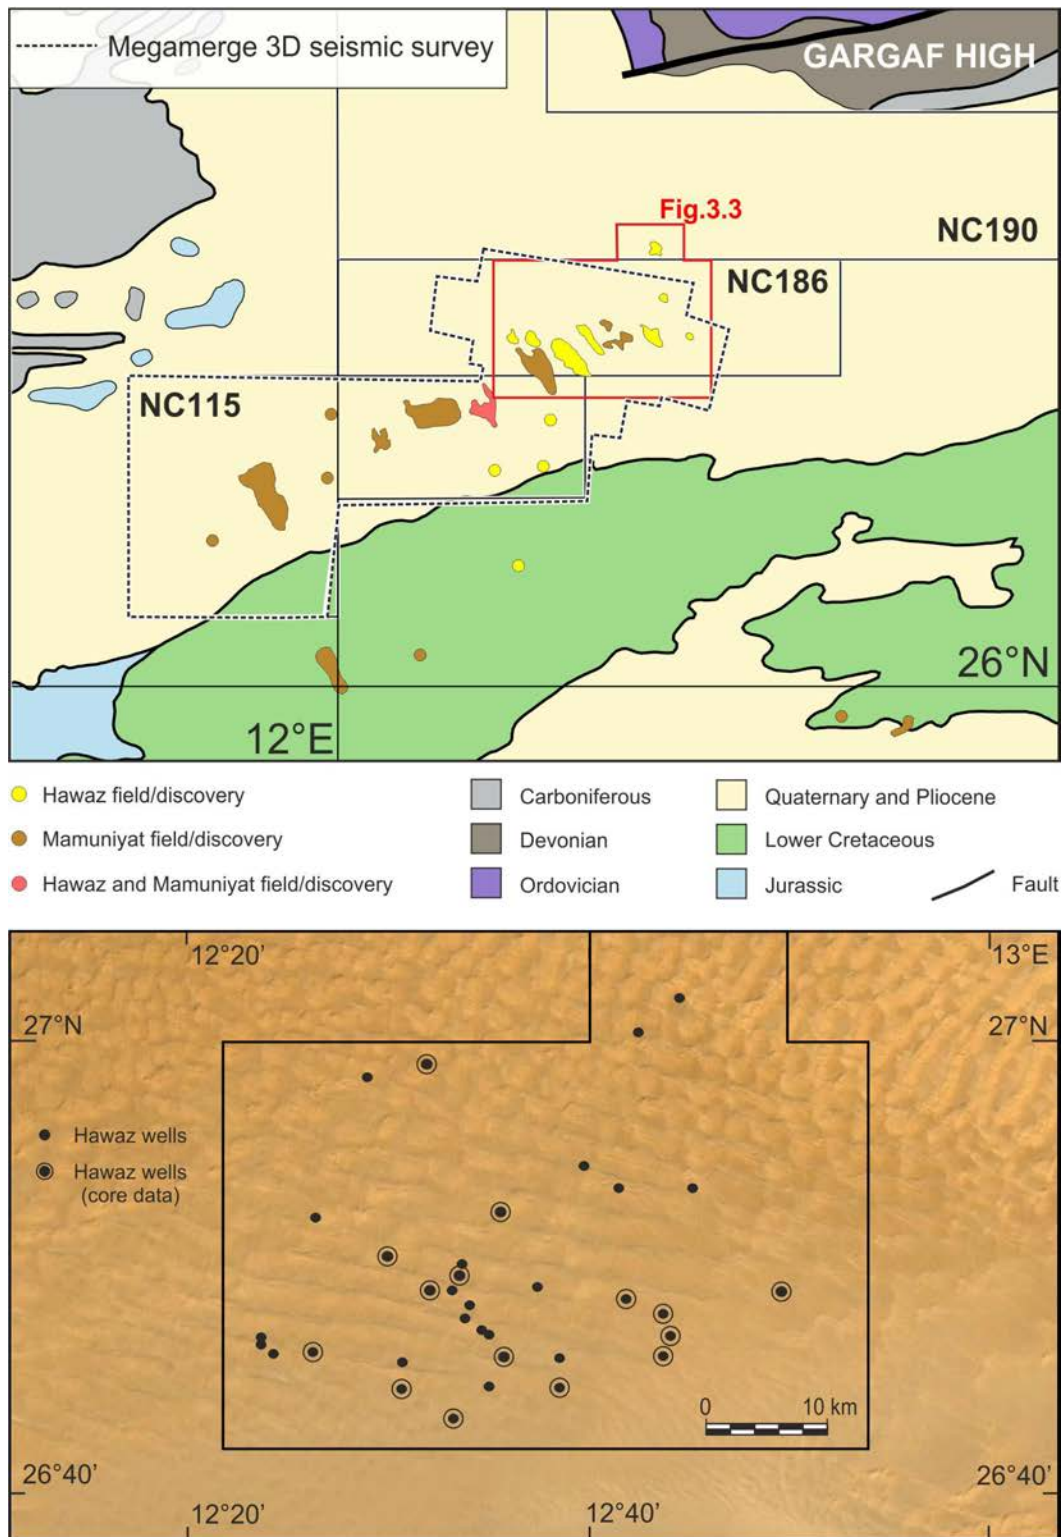 Megamerge 3D seismic survey
GARGAF HIGH
Fig.3.3
NC190
NC186
NC115
26°N
12°E
Hawaz field/discovery
Mamuniyat field/discovery
Hawaz and Mamuniyat field/discovery
Carboniferous
Devonian
Ordovician
Quaternary and Pliocene
Lower Cretaceous
Jurassic
Fault
12°20'
12°40'
13°E
27°N
27°N
Hawaz wells
Hawaz wells
(core data)
0
10 km
26°40'
26°40'
12°20'
12°40'